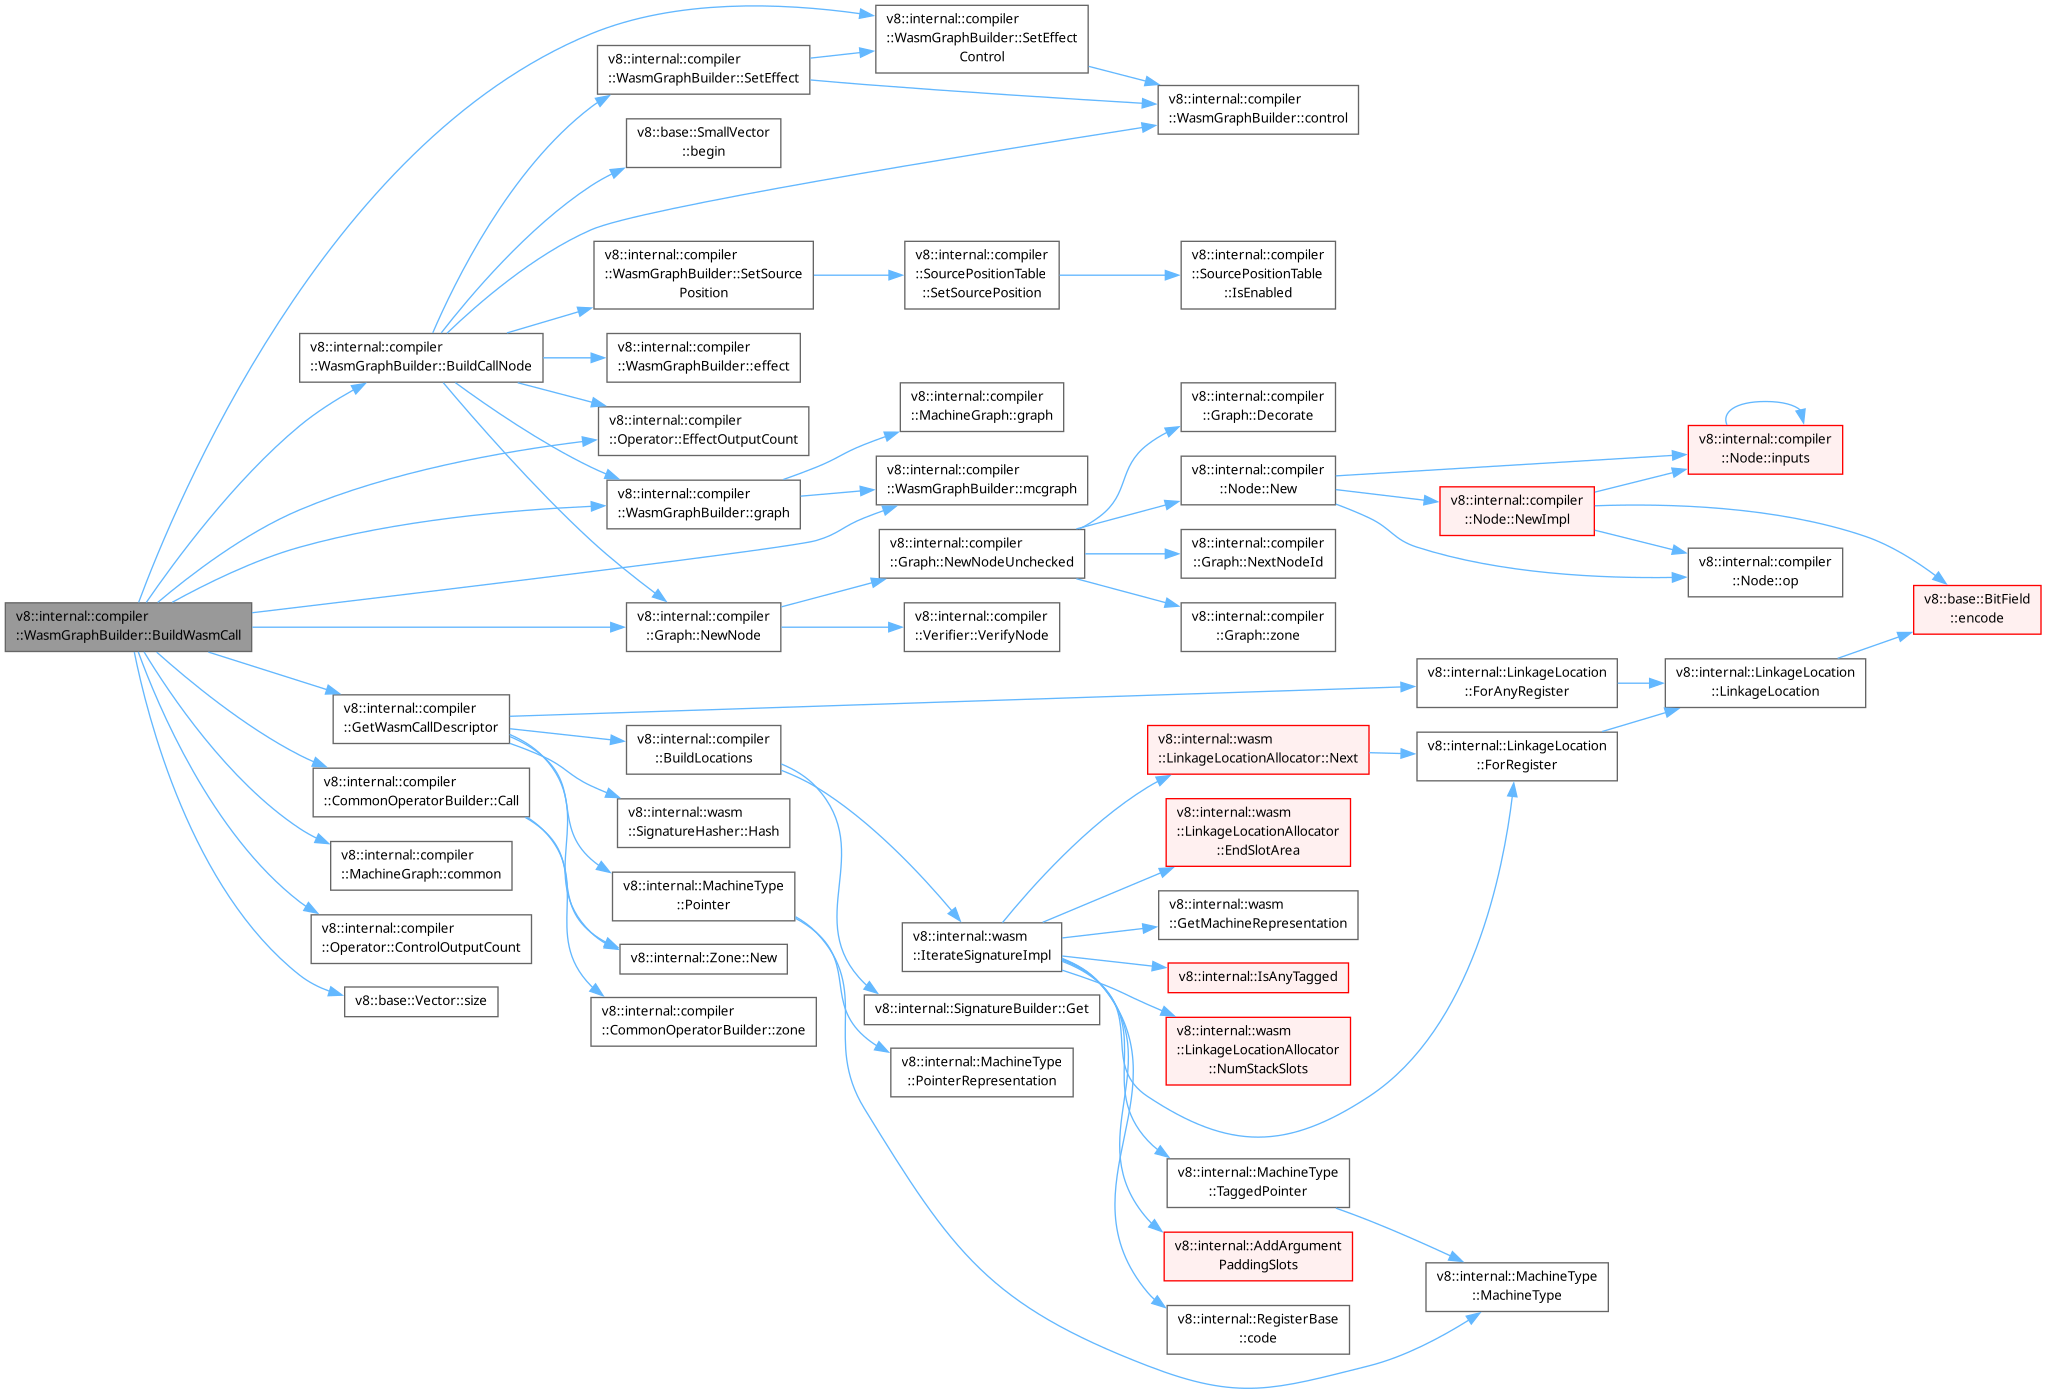 v8::internal::compiler
::WasmGraphBuilder::BuildWasmCall
v8::internal::compiler
::WasmGraphBuilder::BuildCallNode
v8::internal::compiler
::GetWasmCallDescriptor
v8::internal::compiler
::CommonOperatorBuilder::Call
v8::internal::compiler
::MachineGraph::common
v8::internal::compiler
::Operator::ControlOutputCount
v8::base::Vector::size
v8::internal::compiler
::WasmGraphBuilder::SetEffect
v8::base::SmallVector
::begin
v8::internal::compiler
::WasmGraphBuilder::SetSource
Position
v8::internal::compiler
::WasmGraphBuilder::effect
v8::internal::compiler
::Operator::EffectOutputCount
v8::internal::compiler
::WasmGraphBuilder::graph
v8::internal::compiler
::Graph::NewNode
v8::internal::compiler
::BuildLocations
v8::internal::wasm
::SignatureHasher::Hash
v8::internal::MachineType
::Pointer
v8::internal::Zone::New
v8::internal::compiler
::CommonOperatorBuilder::zone
v8::internal::compiler
::WasmGraphBuilder::SetEffect
Control
v8::internal::compiler
::SourcePositionTable
::SetSourcePosition
v8::internal::compiler
::MachineGraph::graph
v8::internal::compiler
::WasmGraphBuilder::mcgraph
v8::internal::compiler
::Graph::NewNodeUnchecked
v8::internal::compiler
::Verifier::VerifyNode
v8::internal::wasm
::IterateSignatureImpl
v8::internal::SignatureBuilder::Get
v8::internal::MachineType
::PointerRepresentation
v8::internal::compiler
::WasmGraphBuilder::control
v8::internal::compiler
::SourcePositionTable
::IsEnabled
v8::internal::compiler
::Graph::Decorate
v8::internal::compiler
::Node::New
v8::internal::compiler
::Graph::NextNodeId
v8::internal::compiler
::Graph::zone
v8::internal::wasm
::LinkageLocationAllocator::Next
v8::internal::wasm
::LinkageLocationAllocator
::EndSlotArea
v8::internal::wasm
::GetMachineRepresentation
v8::internal::IsAnyTagged
v8::internal::wasm
::LinkageLocationAllocator
::NumStackSlots
v8::internal::MachineType
::TaggedPointer
v8::internal::AddArgument
PaddingSlots
v8::internal::RegisterBase
::code
v8::internal::compiler
::Node::NewImpl
v8::internal::LinkageLocation
::ForAnyRegister
v8::internal::LinkageLocation
::ForRegister
v8::internal::MachineType
::MachineType
v8::internal::compiler
::Node::inputs
v8::internal::compiler
::Node::op
v8::internal::LinkageLocation
::LinkageLocation
v8::base::BitField
::encode